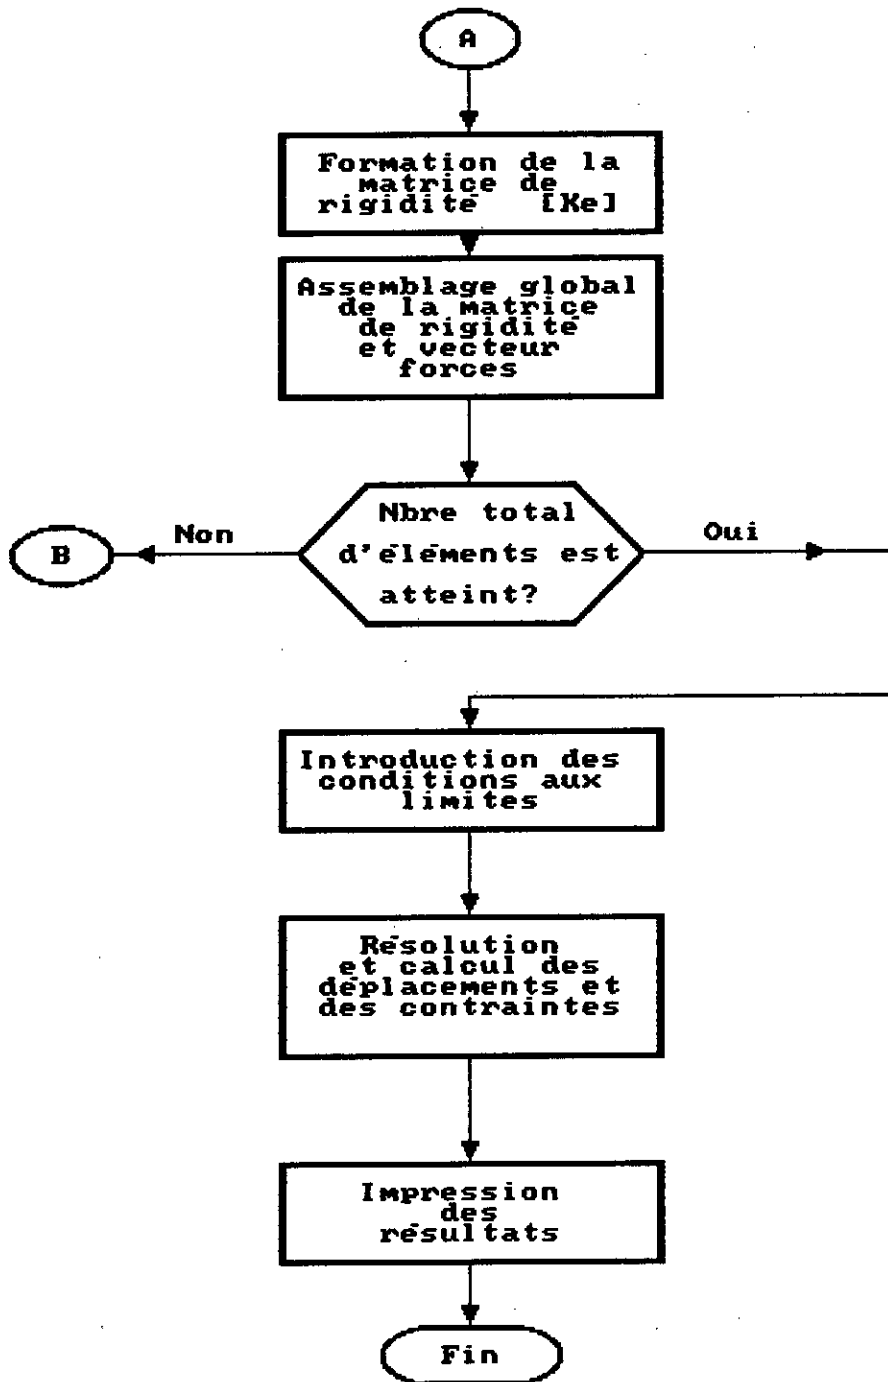 A
Formation de la
matrice de
rigidité [Ke]
Assemblage global
de la matrice
de rigidité
et vecteur
forces
Nbre total
Non
Oui
B
d'éléments est
atteint?
Introduction des
conditions aux
limites
Résolution
et calcul des
déplacements et
des contraintes
Impression
des
résultats
Fin